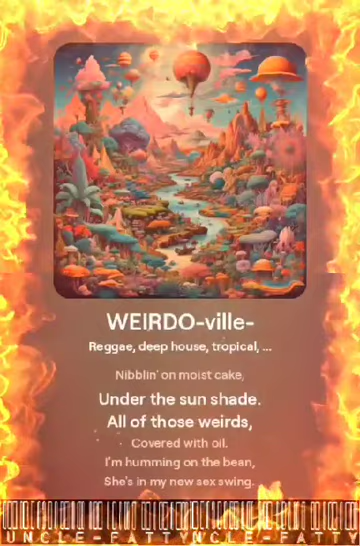 WEIRDO-ville-
Reggae, deep house, tropical, ...
Nibblin' on moist cake,
Under the sun shade.
All of those weirds,
Covered with oil.
I'm humming on the bean,
She's in my new sex swing.
UNCLE-FATTYNCLE-FATTY